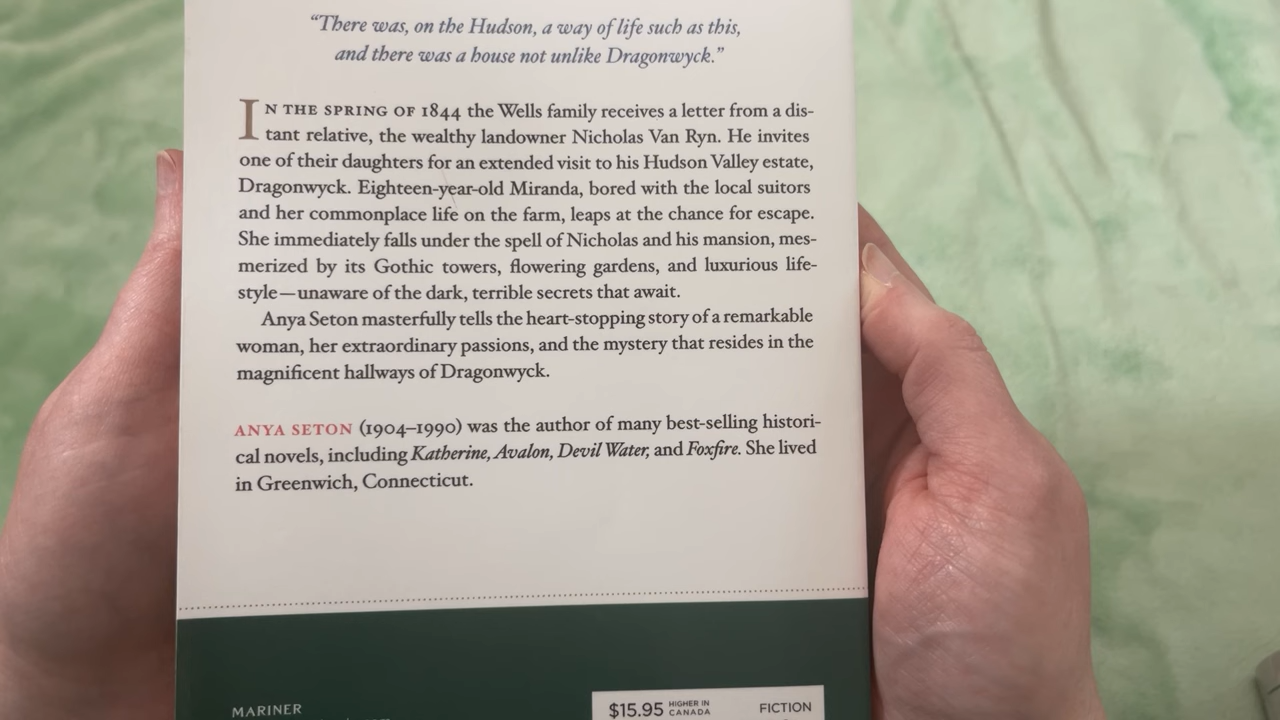 “There was, on the Hudson, a way of life such as this,
and there was a house not unlike Dragonwyck.”
IN THE SPRING OF 1844 the Wells family receives a letter from a dis-
tant relative, the wealthy landowner Nicholas Van Ryn. He invites
one of their daughters for an extended visit to his Hudson Valley estate,
Dragonwyck. Eighteen-year-old Miranda, bored with the local suitors
and her commonplace life on the farm, leaps at the chance for escape.
She immediately falls under the spell of Nicholas and his mansion, mes-
merized by its Gothic towers, flowering gardens, and luxurious life-
style—unaware of the dark, terrible secrets that await.
Anya Seton masterfully tells the heart-stopping story of a remarkable
woman, her extraordinary passions, and the mystery that resides in the
magnificent hallways of Dragonwyck.
ANYA SETON (1904–1990) was the author of many best-selling histori-
cal novels, including Katherine, Avalon, Devil Water, and Foxfire. She lived
in Greenwich, Connecticut.
MARINER
$15.95 HIGHER IN CANADA FICTION